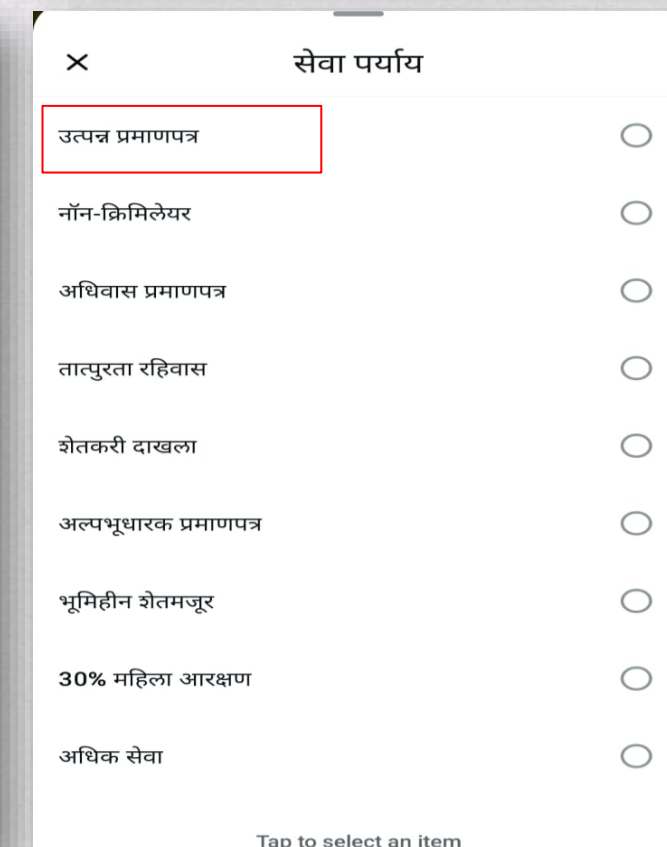 सेवा पर्याय
उत्पन्न प्रमाणपत्र
नॉन-क्रिमिलेयर
अधिवास प्रमाणपत्र
तात्पुरता रहिवास
शेतकरी दाखला
अल्पभूधारक प्रमाणपत्र
भूमिहीन शेतमजूर
30% महिला आरक्षण
अधिक सेवा
Tap to select an item